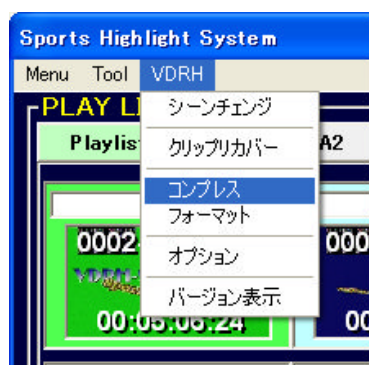 Sports Highlight System
Menu Tool VDRH
PLAY L
Playlis
A2
シーンチェンジ
クリップリカバー
コンプレス
フォーマット
オプション
バージョン表示
0002
000
00:05:06:24
00